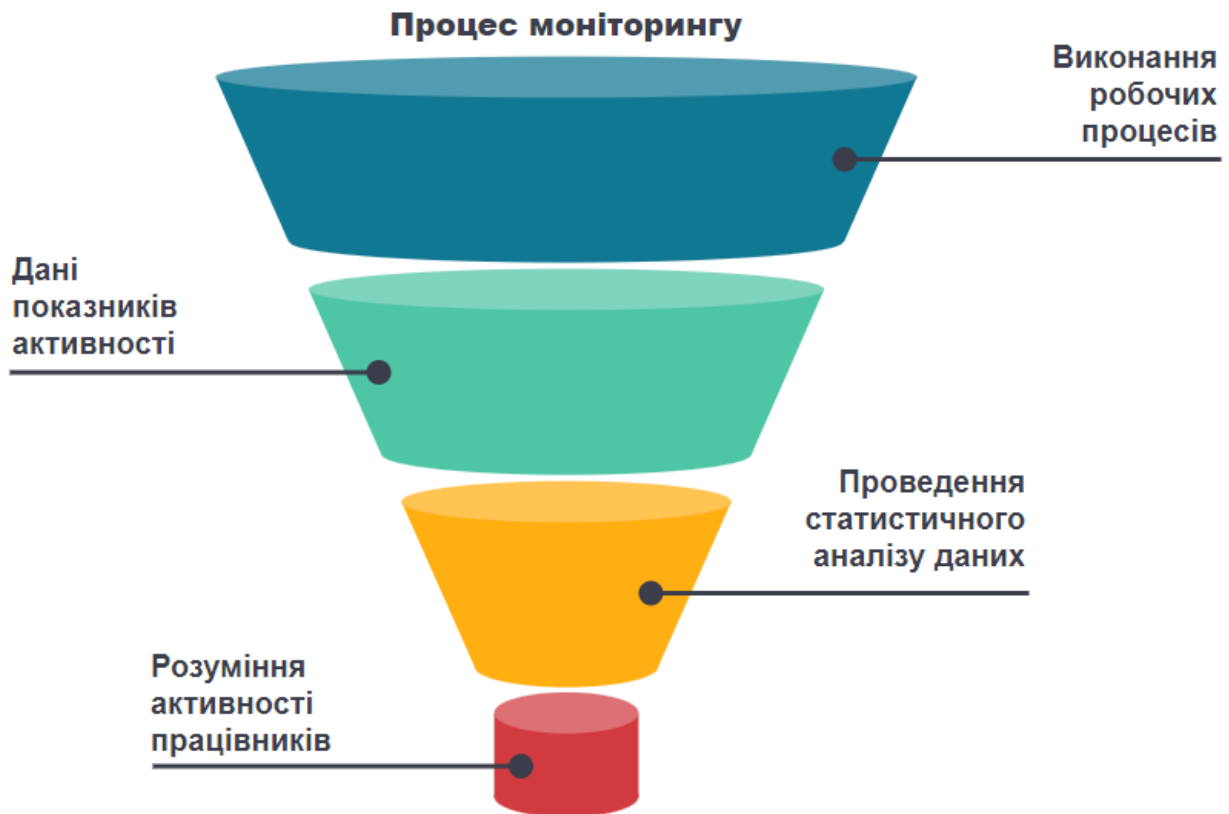 Процес моніторингу
Виконання
робочих
процесів
Дані
показників
активності
Проведення
статистичного
аналізу даних
Розуміння
активності
працівників